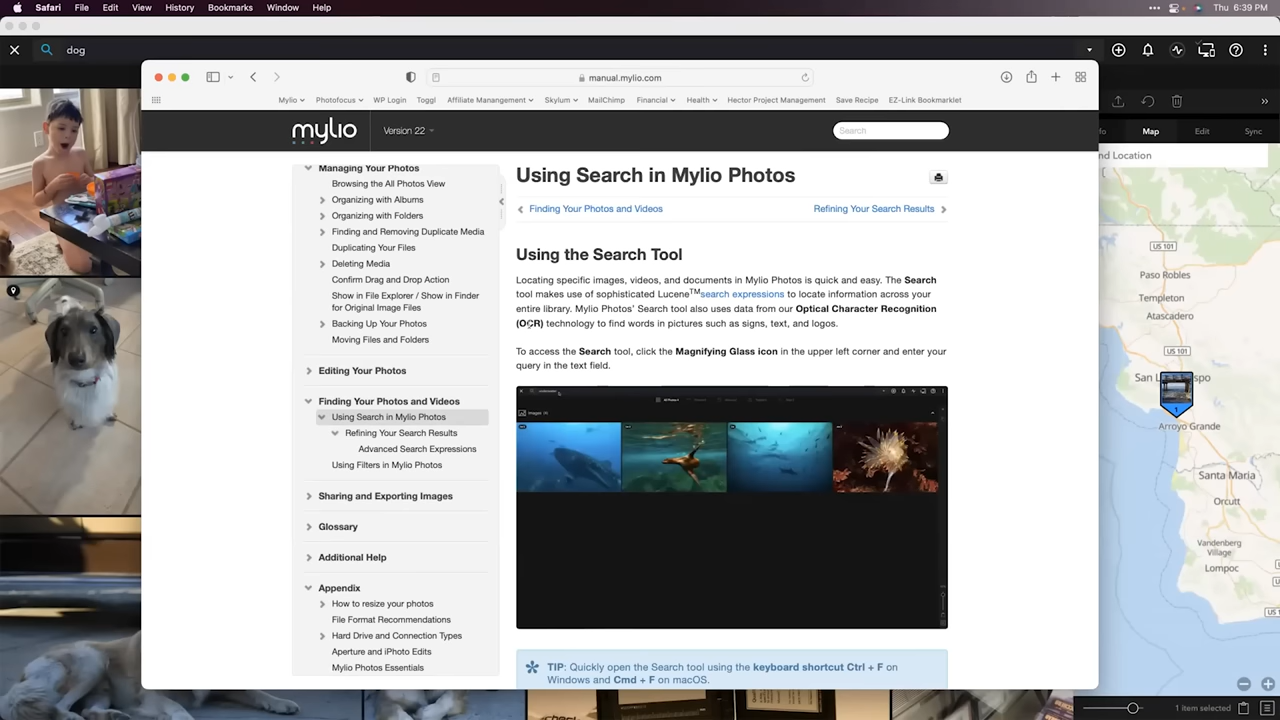 Safari File Edit View History Bookmarks Window Help
Thu 6:39 PM
dog
manual.mylio.com
Mylio Photofocus WP Login Toggl Affiliate Manangement Skylum MailChimp Financial Health Hector Project Management Save Recipe EZ-Link Bookmarklet
mylio
Version 22
Search
Map Edit Sync
nd Location
Managing Your Photos
Browsing the All Photos View
Organizing with Albums
Organizing with Folders
Finding and Removing Duplicate Media
Duplicating Your Files
Deleting Media
Confirm Drag and Drop Action
Show in File Explorer / Show in Finder
for Original Image Files
Backing Up Your Photos
Moving Files and Folders
Editing Your Photos
Finding Your Photos and Videos
Using Search in Mylio Photos
Refining Your Search Results
Advanced Search Expressions
Using Filters in Mylio Photos
Sharing and Exporting Images
Glossary
Additional Help
Appendix
How to resize your photos
File Format Recommendations
Hard Drive and Connection Types
Aperture and iPhoto Edits
Mylio Photos Essentials
Using Search in Mylio Photos
Finding Your Photos and Videos
Refining Your Search Results
Using the Search Tool
Locating specific images, videos, and documents in Mylio Photos is quick and easy. The Search
tool makes use of sophisticated Lucene™search expressions to locate information across your
entire library. Mylio Photos' Search tool also uses data from our Optical Character Recognition
(OCR) technology to find words in pictures such as signs, text, and logos.
To access the Search tool, click the Magnifying Glass icon in the upper left corner and enter your
query in the text field.
TIP: Quickly open the Search tool using the keyboard shortcut Ctrl + F on
Windows and Cmd + F on macOS.
US 101
Paso Robles
Templeton
Atascadero
US 101
San Lu
ispo
1
Arroyo Grande
Santa Maria
Orcutt
Vandenberg
Village
Lompoc
US 1
1 item selected